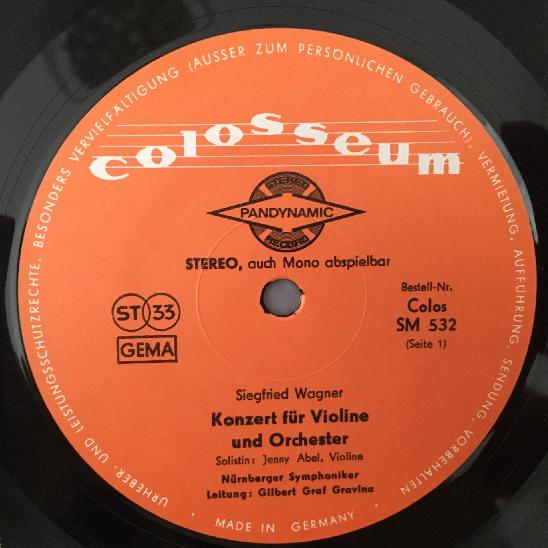 URHEBER- UND LEISTUNGSSCHUTZRECHTE, BESONDERS VERVIELFÄLTIGUNG (AUSSER ZUM PERSÖNLICHEN GEBRAUCH), VERMIETUNG, AUFFÜHRUNG, SENDUNG, VORBEHALTEN
colosseum
STEREO
PANDYNAMIC
RECORD
STEREO, auch Mono abspielbar
ST 33
GEMA
Bestell-Nr.
Colos
SM 532
(Seite 1)
Siegfried Wagner
Konzert für Violine
und Orchester
Solistin: Jenny Abel, Violine
Nürnberger Symphoniker
Leitung: Gilbert Graf Gravina
• MADE IN GERMANY •